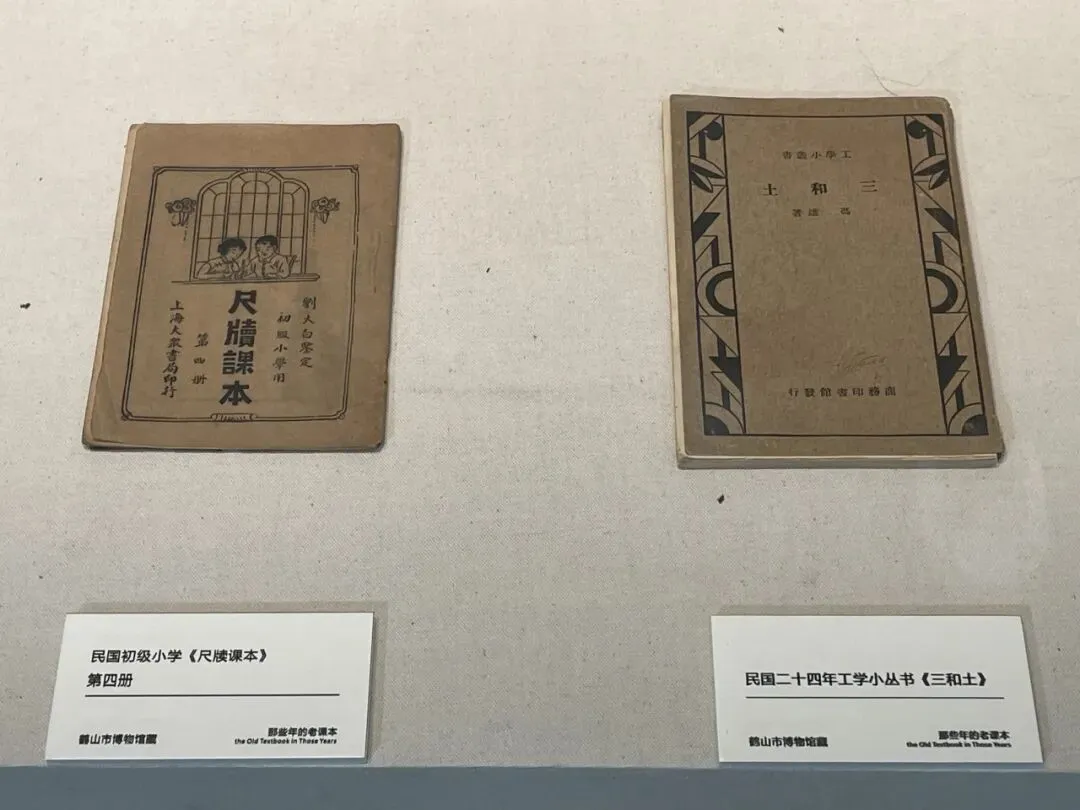 劉大白鑒定
初級小學用
尺牘課本
第四册
上海大衆書局印行
工學小叢書
三和土
馮雄著
商務印書館發行
民国初级小学《尺牍课本》
第四册
鹤山市博物馆藏
那些年的老课本
the Old Textbook in Those Years
民国二十四年工学小丛书《三和土》
鹤山市博物馆藏
那些年的老课本
the Old Textbook in Those Years